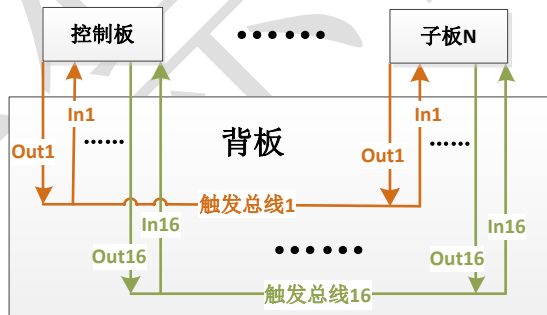 控制板
••••••
子板N
In1
In1
Out1
······
背板
Out1
······
触发总线1
In16
In16
Out16
••••••
Out16
触发总线16